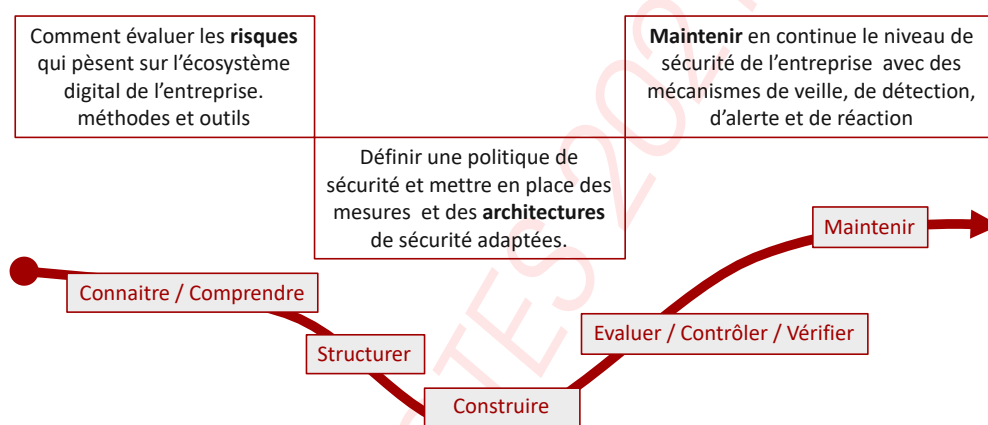 Comment évaluer les risques
qui pèsent sur l'écosystème
digital de l'entreprise.
méthodes et outils
Maintenir en continue le niveau de
sécurité de l'entreprise avec des
mécanismes de veille, de détection,
d'alerte et de réaction
Définir une politique de
sécurité et mettre en place des
mesures et des architectures
de sécurité adaptées.
Maintenir
Connaitre / Comprendre
Evaluer / Contrôler / Vérifier
Structurer
Construire